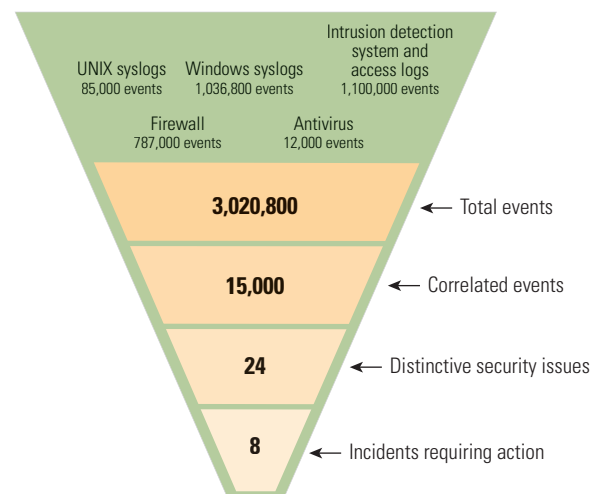 Intrusion detection
system and
access logs
1,100,000 events
UNIX syslogs
85,000 events
Windows syslogs
1,036,800 events
Firewall
787,000 events
Antivirus
12,000 events
3,020,800
Total events
15,000
Correlated events
24
Distinctive security issues
8
Incidents requiring action